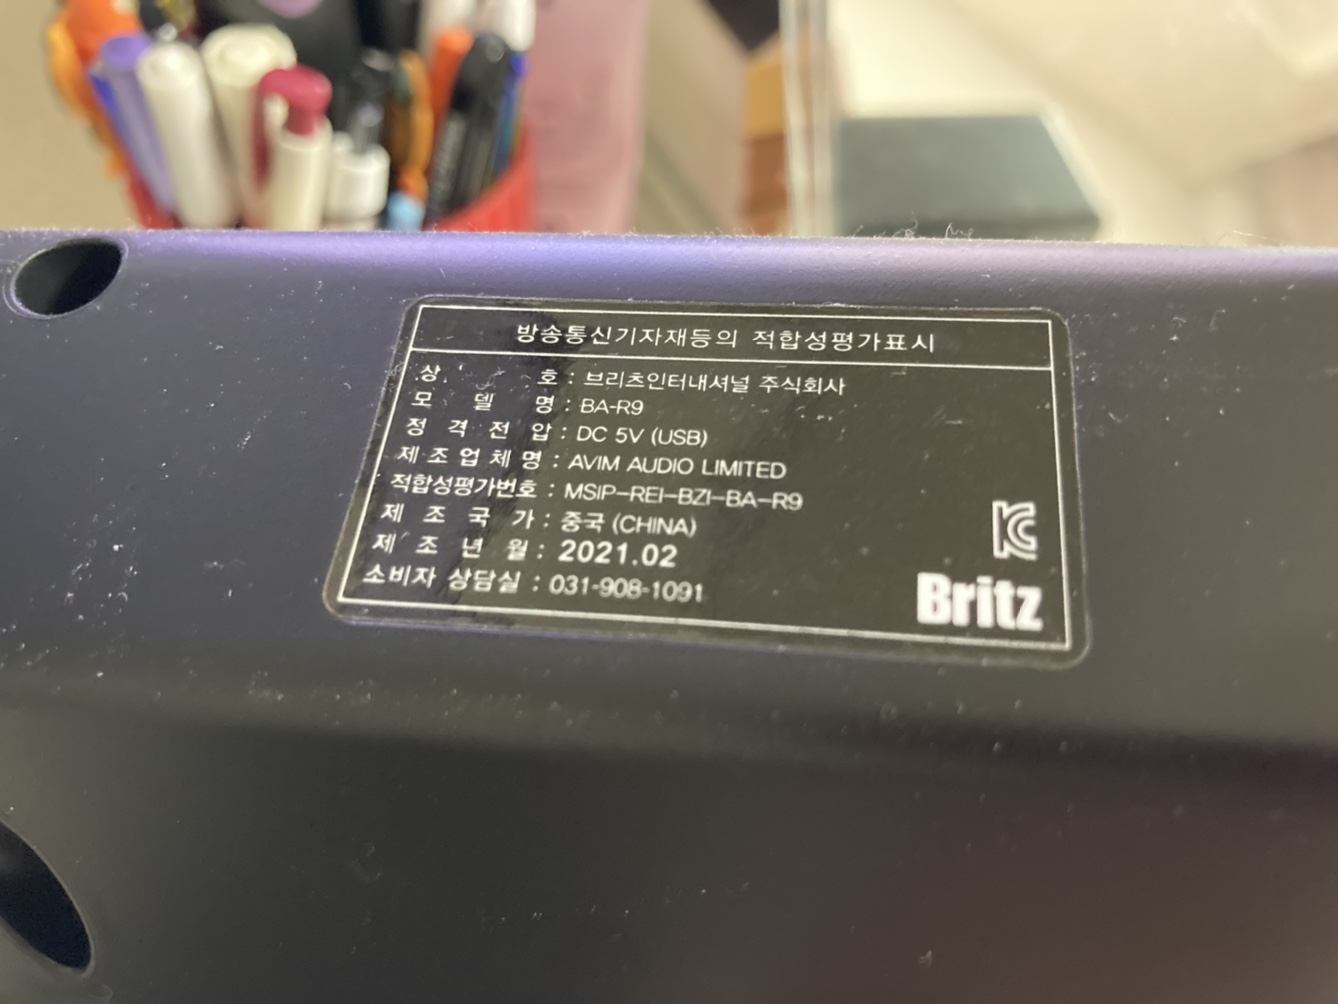 방송통신기자재등의 적합성평가표시
상 호 : 브리츠인터내셔널 주식회사
모 델 명 : BA-R9
정 격 전 압 : DC 5V (USB)
제 조 업 체 명 : AVIM AUDIO LIMITED
적합성평가번호 : MSIP-REI-BZI-BA-R9
제 조 국 가 : 중국 (CHINA)
제 조 년 월 : 2021.02
소비자 상담실 : 031-908-1091
KC
Britz